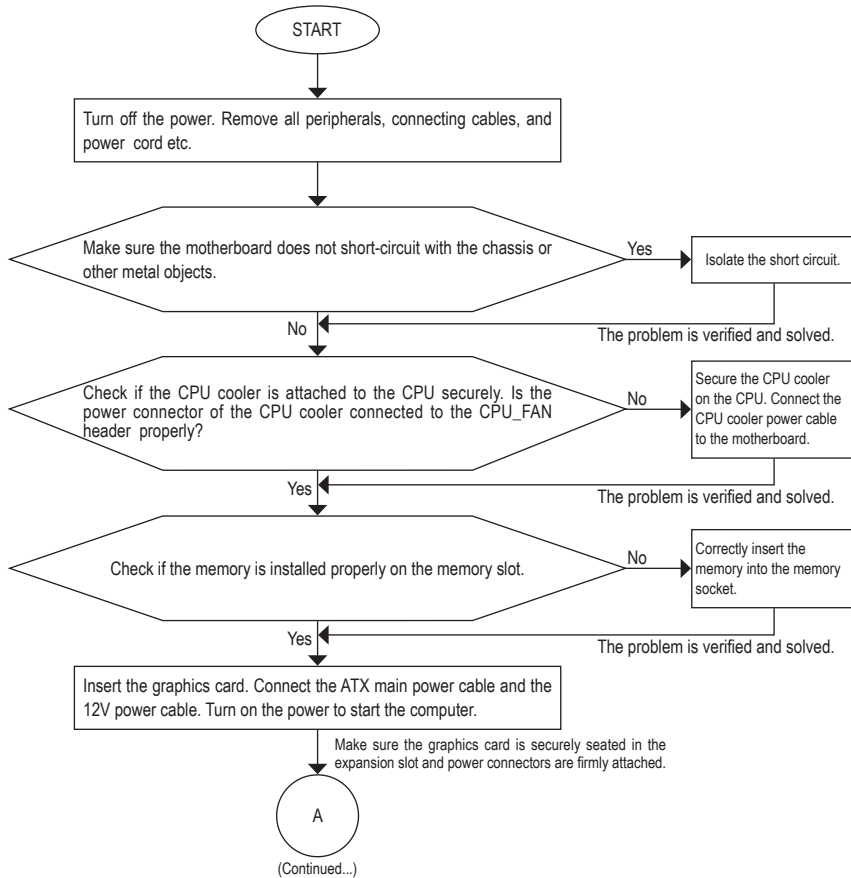 START
Turn off the power. Remove all peripherals, connecting cables, and
power cord etc.
Make sure the motherboard does not short-circuit with the chassis or
other metal objects.
Yes
Isolate the short circuit.
No
The problem is verified and solved.
Check if the CPU cooler is attached to the CPU securely. Is the
power connector of the CPU cooler connected to the CPU_FAN
header properly?
No
Secure the CPU cooler
on the CPU. Connect the
CPU cooler power cable
to the motherboard.
Yes
The problem is verified and solved.
Check if the memory is installed properly on the memory slot.
No
Correctly insert the
memory into the memory
socket.
Yes
The problem is verified and solved.
Insert the graphics card. Connect the ATX main power cable and the
12V power cable. Turn on the power to start the computer.
Make sure the graphics card is securely seated in the
expansion slot and power connectors are firmly attached.
A
(Continued...)